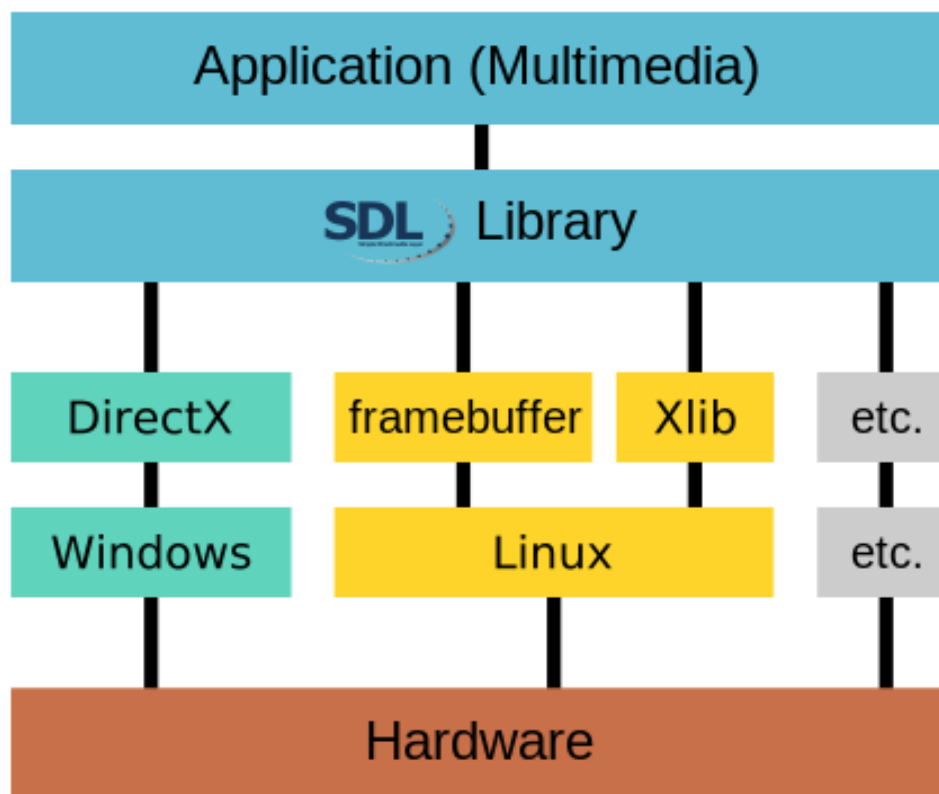 Application (Multimedia)
SDL Library
DirectX framebuffer Xlib etc.
Windows Linux etc.
Hardware